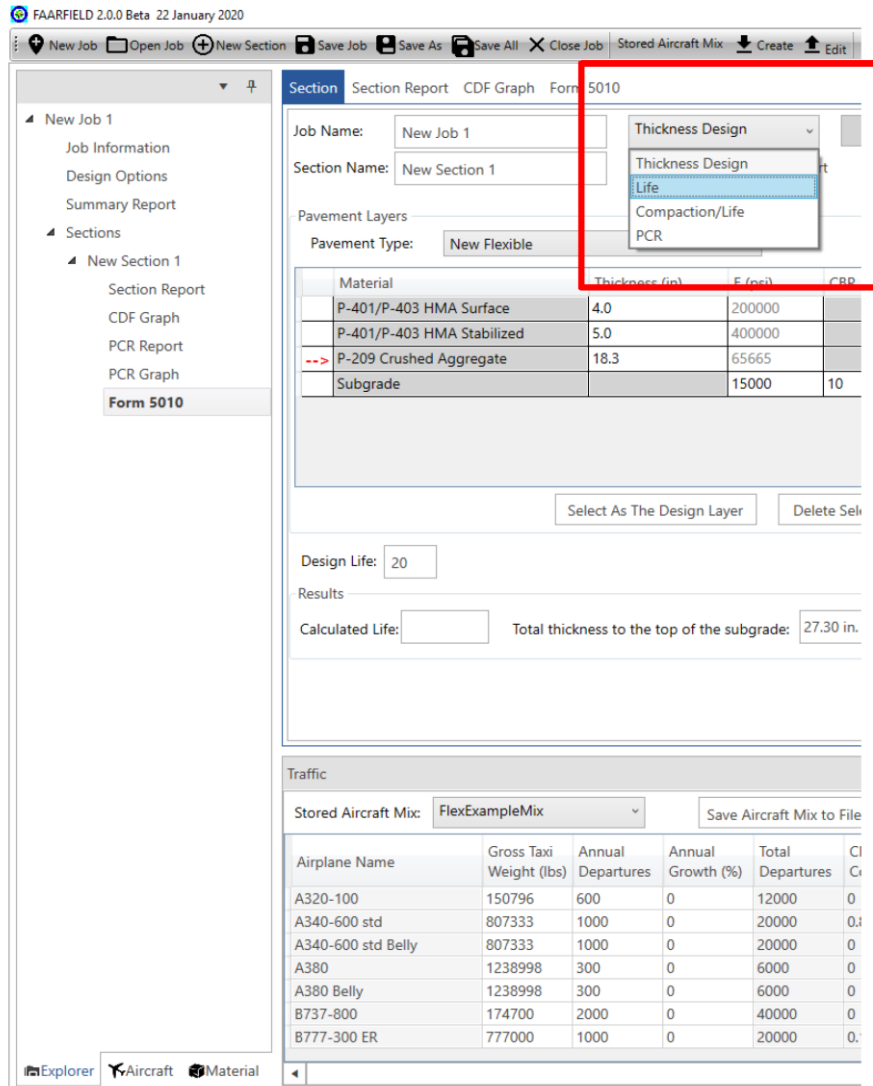 FAARFIELD 2.0.0 Beta 22 January 2020
New Job Open Job New Section Save Job Save As Save All Close Job Stored Aircraft Mix Create Edit
Section Section Report CDF Graph Form 5010
New Job 1
Job Information
Design Options
Summary Report
Sections
New Section 1
Section Report
CDF Graph
PCR Report
PCR Graph
Form 5010
Job Name: New Job 1 Thickness Design
Section Name: New Section 1
Thickness Design
Life
Compaction/Life
PCR
Pavement Layers
Pavement Type: New Flexible
Material Thickness (in) E (psi) CBR
P-401/P-403 HMA Surface 4.0 200000
P-401/P-403 HMA Stabilized 5.0 400000
--> P-209 Crushed Aggregate 18.3 65665
Subgrade 15000 10
Select As The Design Layer Delete Sele
Design Life: 20
Results
Calculated Life: Total thickness to the top of the subgrade: 27.30 in.
Traffic
Stored Aircraft Mix: FlexExampleMix Save Aircraft Mix to File
Airplane Name Gross Taxi Weight (lbs) Annual Departures Annual Growth (%) Total Departures
A320-100 150796 600 0 12000 0
A340-600 std 807333 1000 0 20000
A340-600 std Belly 807333 1000 0 20000 0
A380 1238998 300 0 6000 0
A380 Belly 1238998 300 0 6000 0
B737-800 174700 2000 0 40000 0
B777-300 ER 777000 1000 0 20000
Explorer Aircraft Material